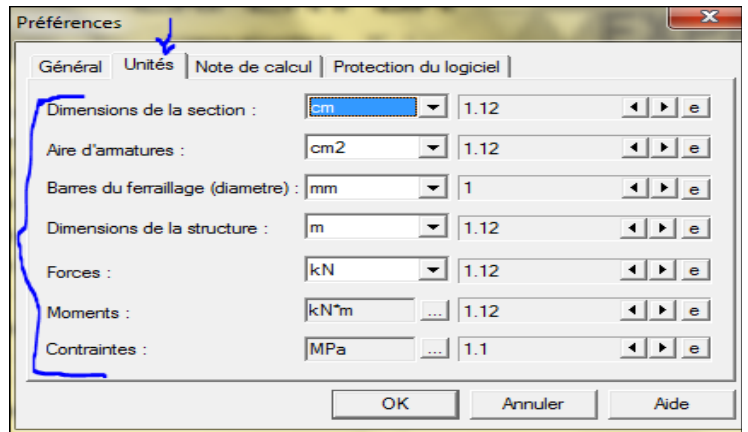 Préférences
Général Unités Note de calcul Protection du logiciel
Dimensions de la section : cm 1.12 e
Aire d'armatures : cm2 1.12 e
Barres du ferraillage (diametre) : mm 1 e
Dimensions de la structure : m 1.12 e
Forces : kN 1.12 e
Moments : kN*m ... 1.12 e
Contraintes : MPa ... 1.1 e
OK Annuler Aide